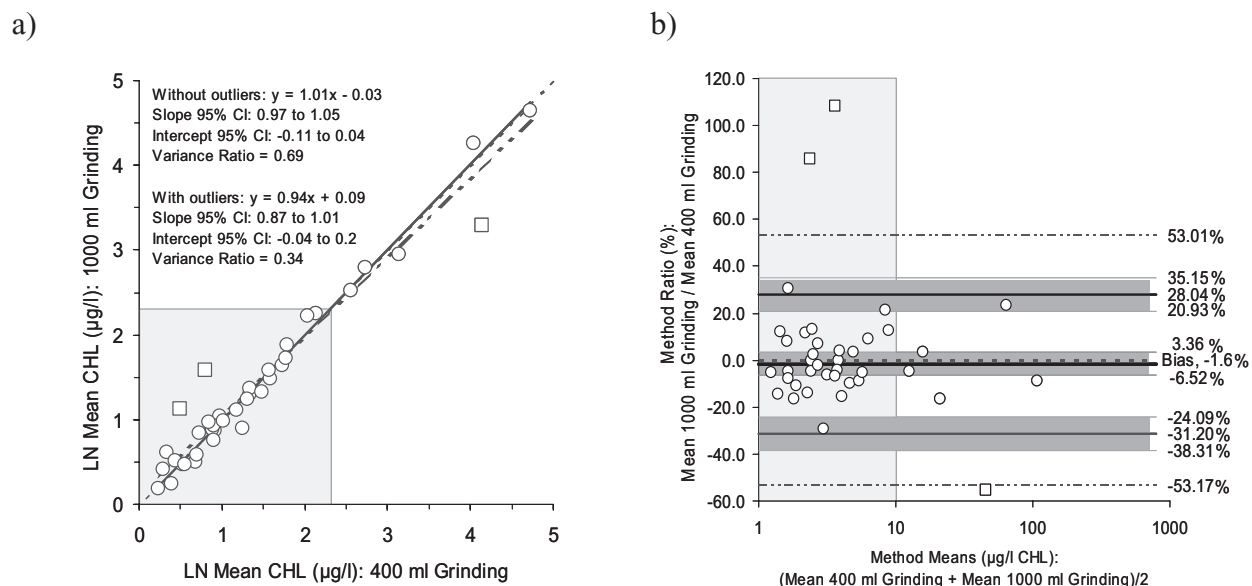 a)
b)
LN Mean CHL (µg/l): 1000 ml Grinding
5
4
3
2
1
0
Without outliers: y = 1.01x - 0.03
Slope 95% CI: 0.97 to 1.05
Intercept 95% CI: -0.11 to 0.04
Variance Ratio = 0.69
With outliers: y = 0.94x + 0.09
Slope 95% CI: 0.87 to 1.01
Intercept 95% CI: -0.04 to 0.2
Variance Ratio = 0.34
0 1 2 3 4 5
LN Mean CHL (µg/l): 400 ml Grinding
Method Ratio (%):
Mean 1000 ml Grinding / Mean 400 ml Grinding
120.0
100.0
80.0
60.0
40.0
20.0
0.0
-20.0
-40.0
-60.0
53.01%
35.15%
28.04%
20.93%
3.36 %
Bias, -1.6%
-6.52%
-24.09%
-31.20%
-38.31%
-53.17%
1 10 100 1000
Method Means (µg/l CHL):
(Mean 400 ml Grinding + Mean 1000 ml Grinding)/2